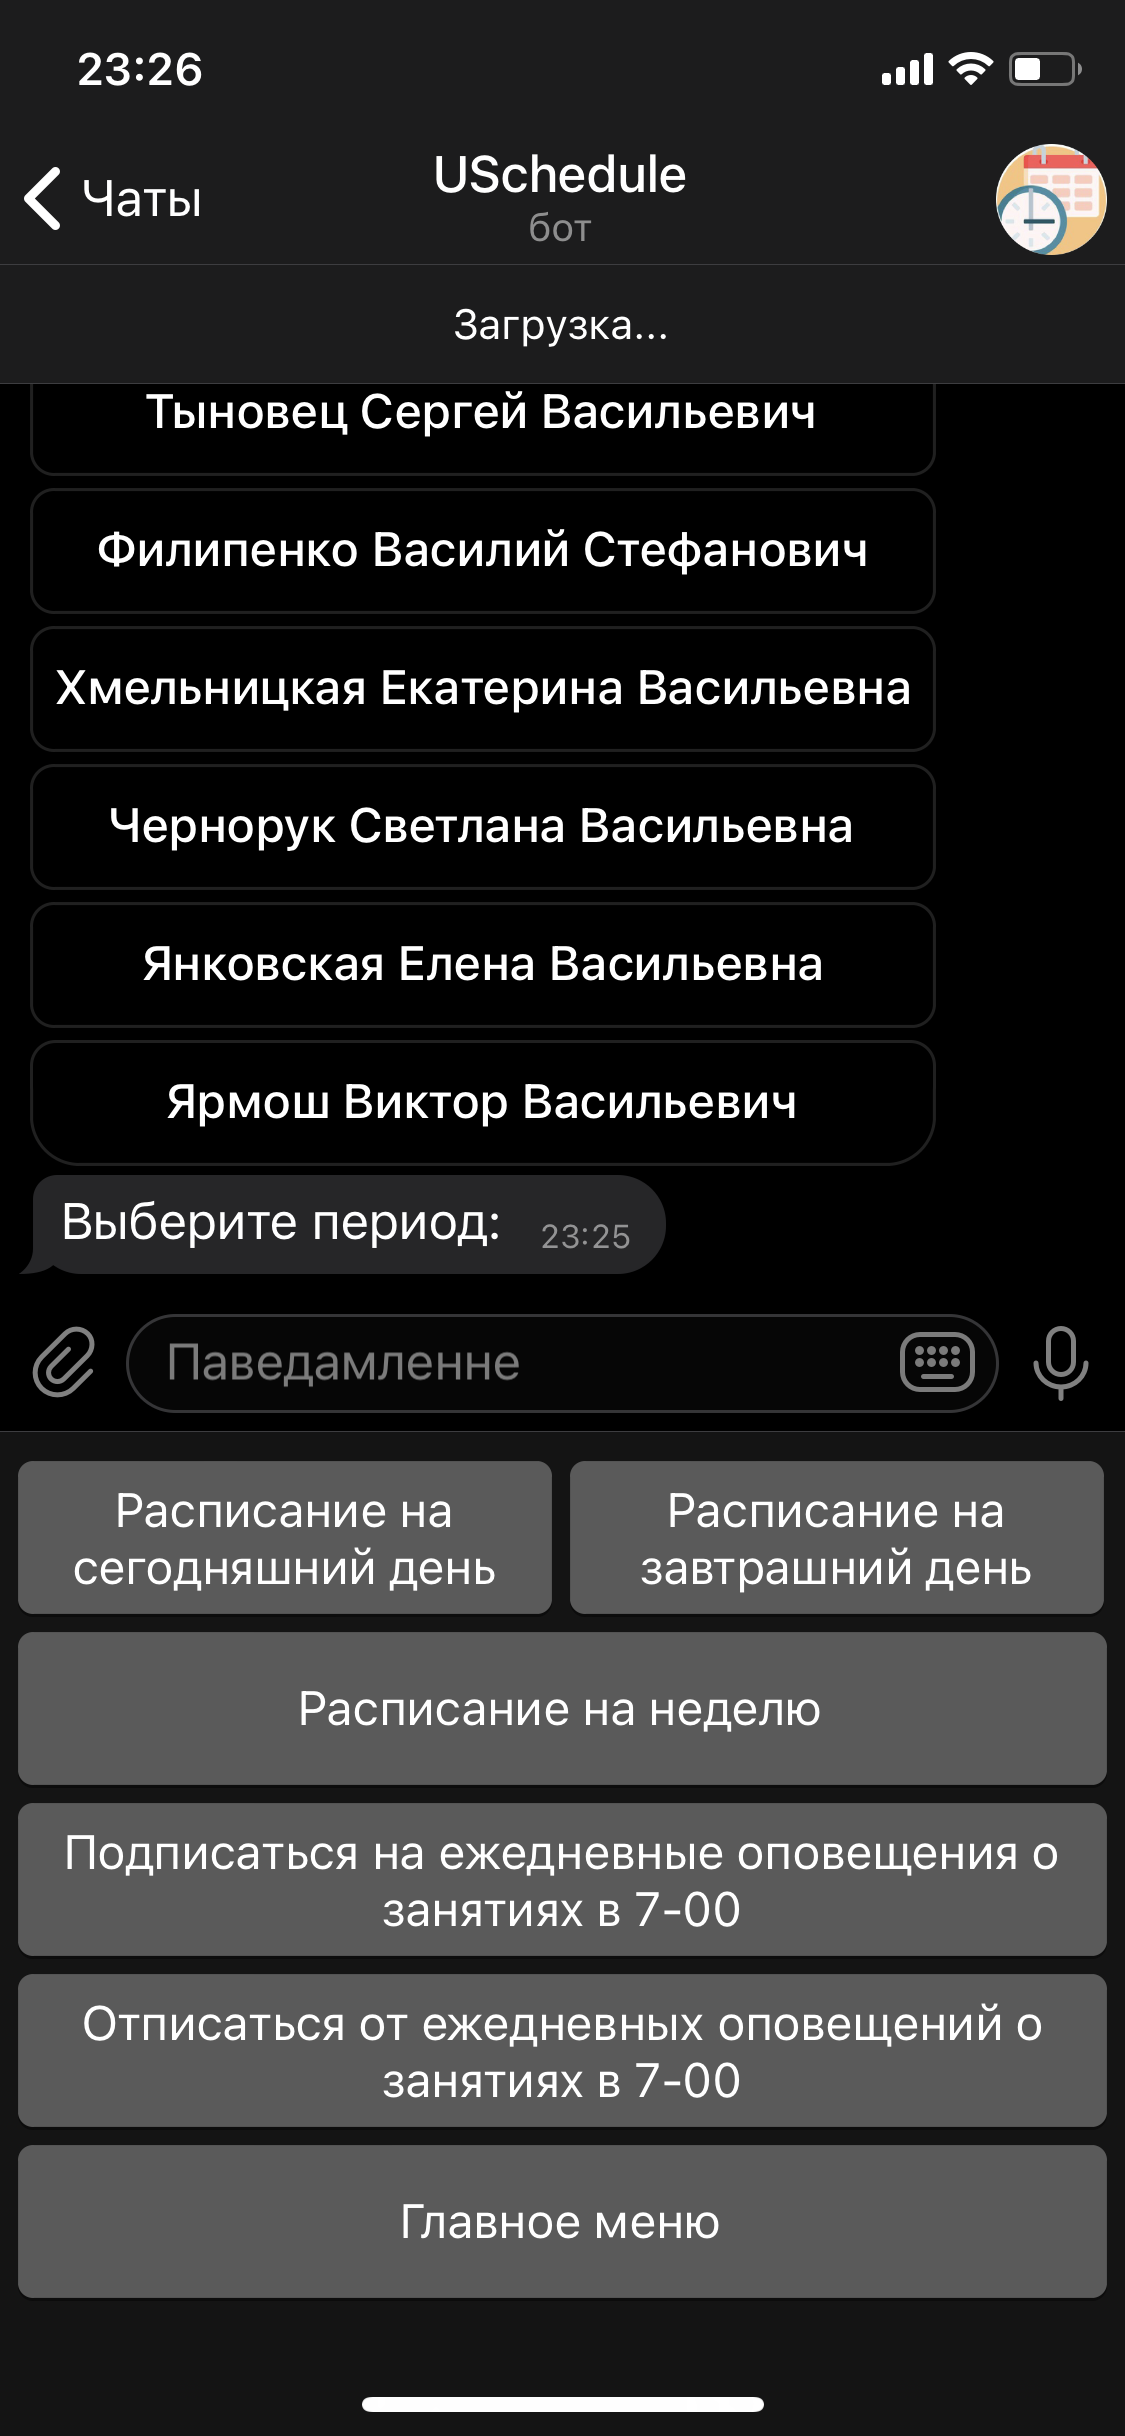 23:26
Чаты
USchedule
бот
Загрузка...
Тыновец Сергей Васильевич
Филипенко Василий Стефанович
Хмельницкая Екатерина Васильевна
Чернорук Светлана Васильевна
Янковская Елена Васильевна
Ярмош Виктор Васильевич
Выберите период: 23:25
Паведамленне
Расписание на
сегодняшний день
Расписание на
завтрашний день
Расписание на неделю
Подписаться на ежедневные оповещения о
занятиях в 7-00
Отписаться от ежедневных оповещений о
занятиях в 7-00
Главное меню